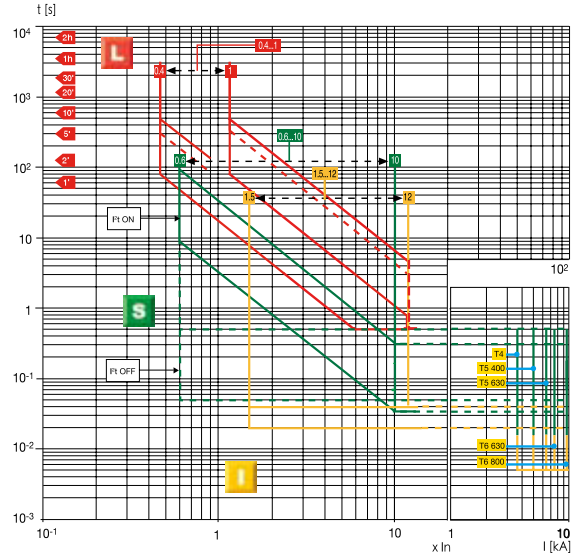 t [s]
10⁴
2h
L
0.4...1
1h
0.4
1
30'
20'
10³
10'
0.6...10
5'
1.5...12
2'
0.6
10
10²
1'
1.5
12
I²t ON
10
10²
1
S
T4
T5 400
I²t OFF
T5 630
10⁻¹
T6 630
10⁻²
I
T6 800
10⁻³
10⁻¹
1
10
1
10
x In
I [kA]